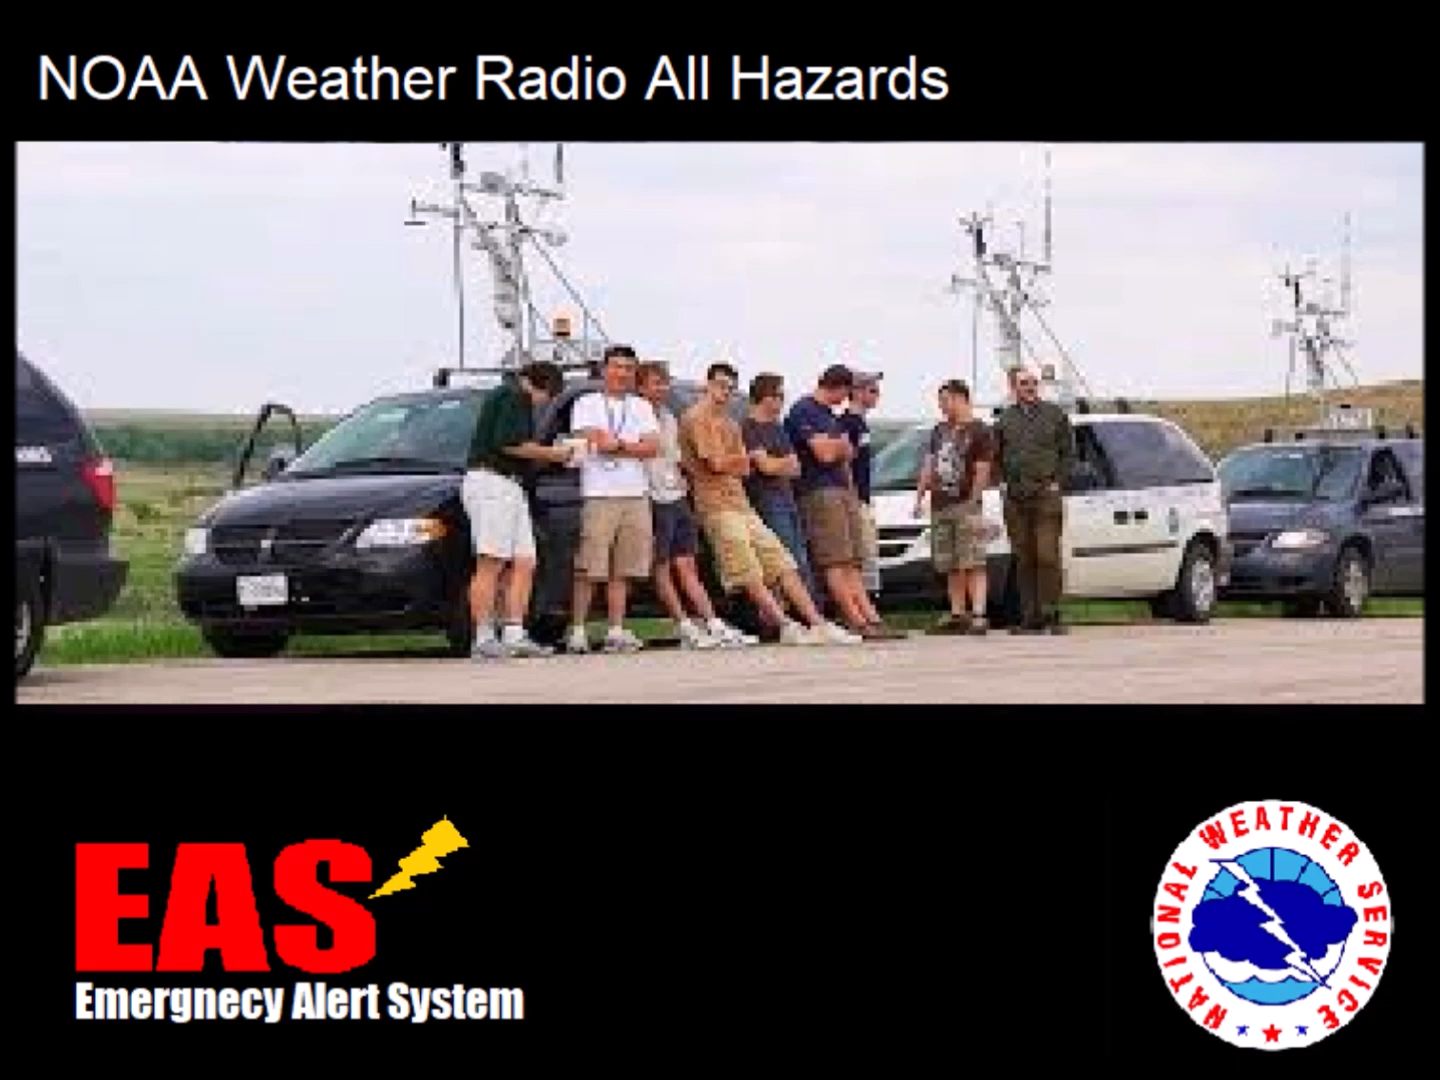 NOAA Weather Radio All Hazards
EAS
Emergnecy Alert System
NATIONAL WEATHER SERVICE